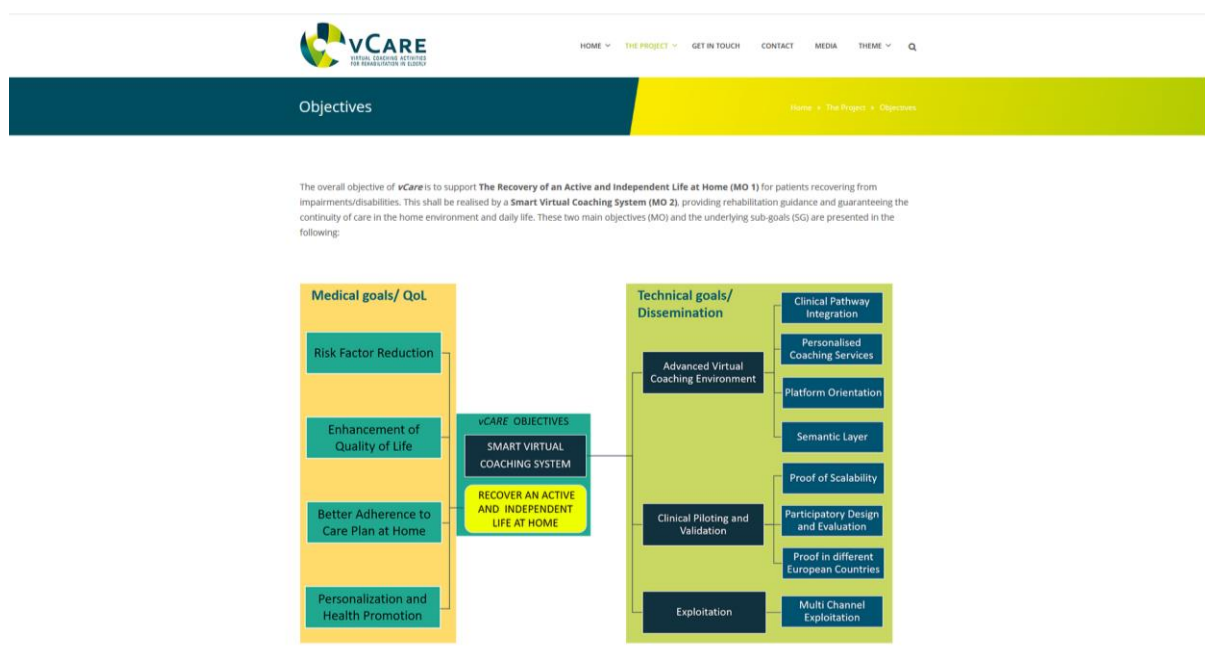 vCARE
VIRTUAL COACHING ACTIVITIES
FOR REHABILITATION IN ELDERLY
HOME THE PROJECT GET IN TOUCH CONTACT MEDIA THEME
Objectives
Home The Project Objectives
The overall objective of vCare is to support The Recovery of an Active and Independent Life at Home (MO 1) for patients recovering from
impairments/disabilities. This shall be realised by a Smart Virtual Coaching System (MO 2), providing rehabilitation guidance and guaranteeing the
continuity of care in the home environment and daily life. These two main objectives (MO) and the underlying sub-goals (SG) are presented in the
following:
Medical goals/ QoL
Risk Factor Reduction
Enhancement of
Quality of Life
Better Adherence to
Care Plan at Home
Personalization and
Health Promotion
vCARE OBJECTIVES
SMART VIRTUAL
COACHING SYSTEM
RECOVER AN ACTIVE
AND INDEPENDENT
LIFE AT HOME
Technical goals/
Dissemination
Advanced Virtual
Coaching Environment
Clinical Pathway
Integration
Personalised
Coaching Services
Platform Orientation
Semantic Layer
Clinical Piloting and
Validation
Proof of Scalability
Participatory Design
and Evaluation
Proof in different
European Countries
Exploitation
Multi Channel
Exploitation